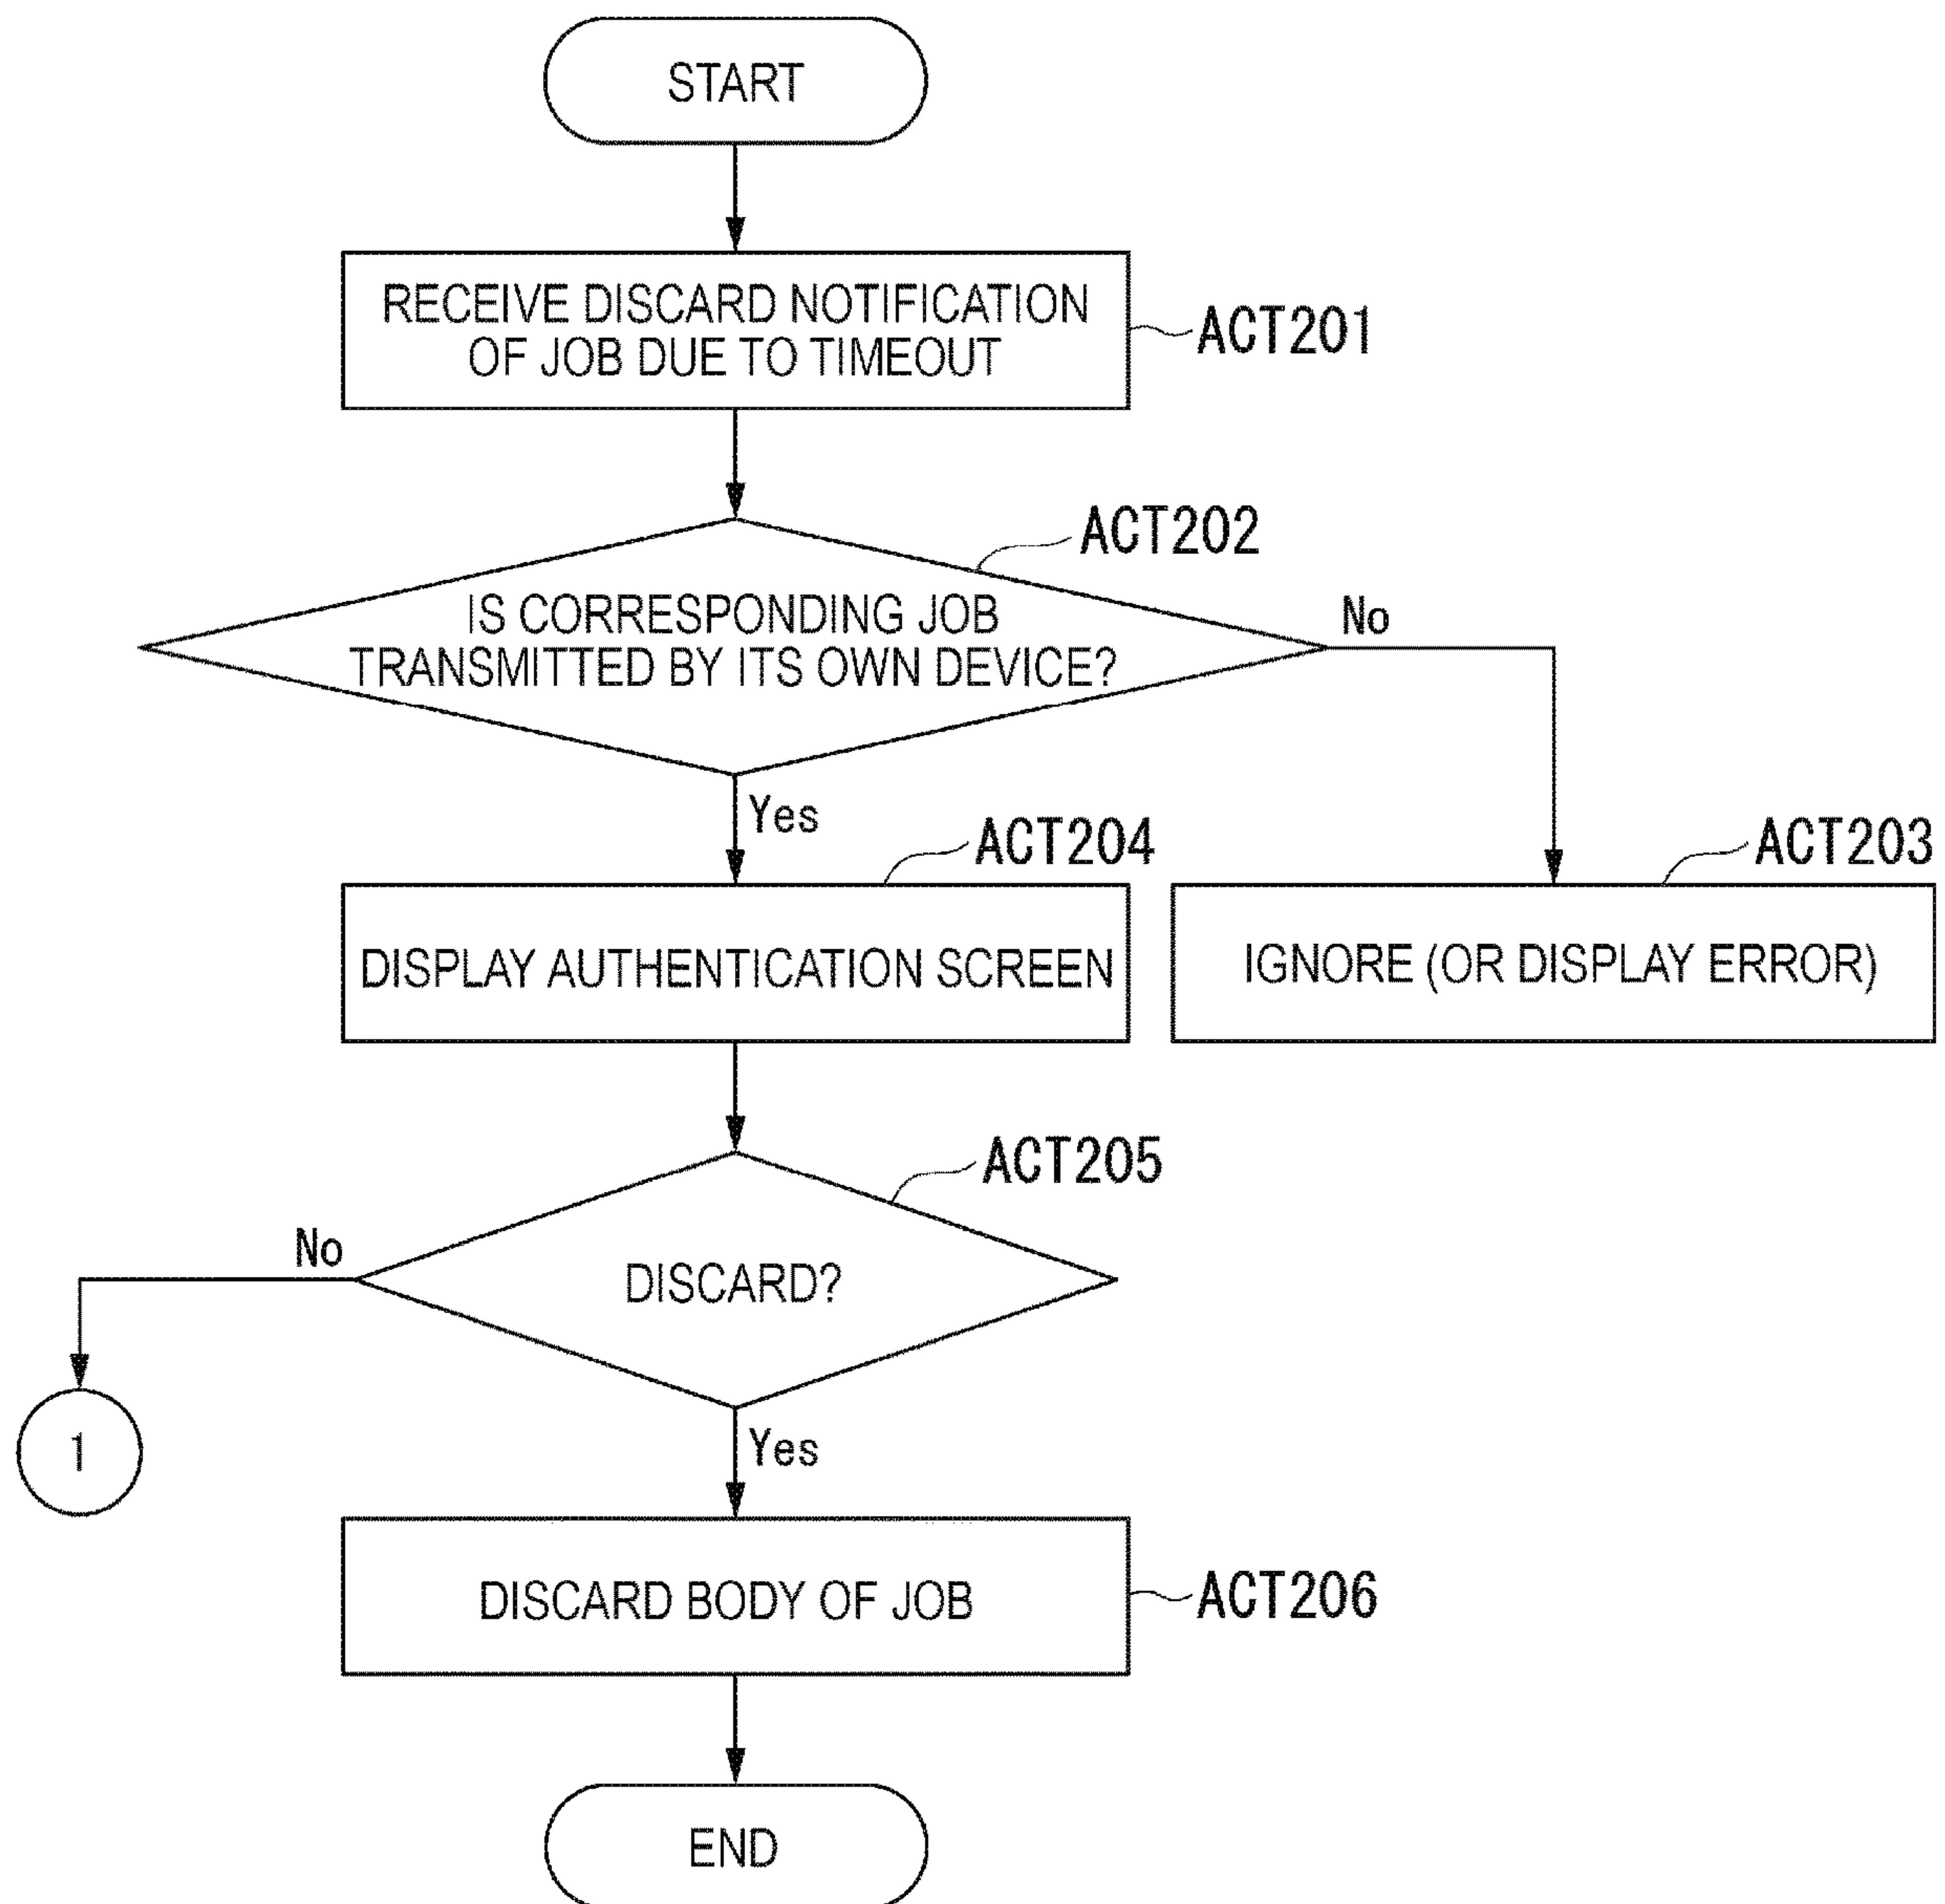 START
RECEIVE DISCARD NOTIFICATION
OF JOB DUE TO TIMEOUT
ACT201
ACT202
IS CORRESPONDING JOB
TRANSMITTED BY ITS OWN DEVICE?
No
Yes
ACT204
ACT203
DISPLAY AUTHENTICATION SCREEN
IGNORE (OR DISPLAY ERROR)
ACT205
No
DISCARD?
1
Yes
DISCARD BODY OF JOB
ACT206
END